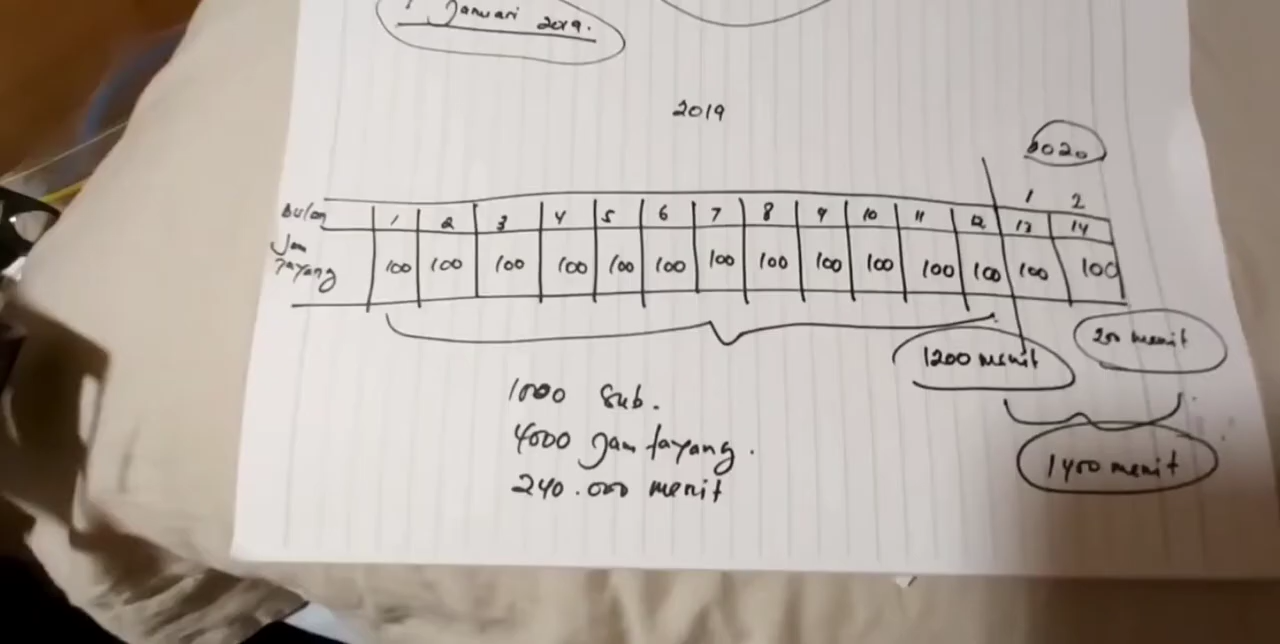 1 Januari 2019.
2019
2020
1 2
Bulan 1 2 3 4 5 6 7 8 9 10 11 12 13 14
Jam Tayang 100 100 100 100 100 100 100 100 100 100 100 100 100 100
1200 menit
200 menit
1000 Sub.
4000 Jam tayang.
1400 menit
240.000 menit